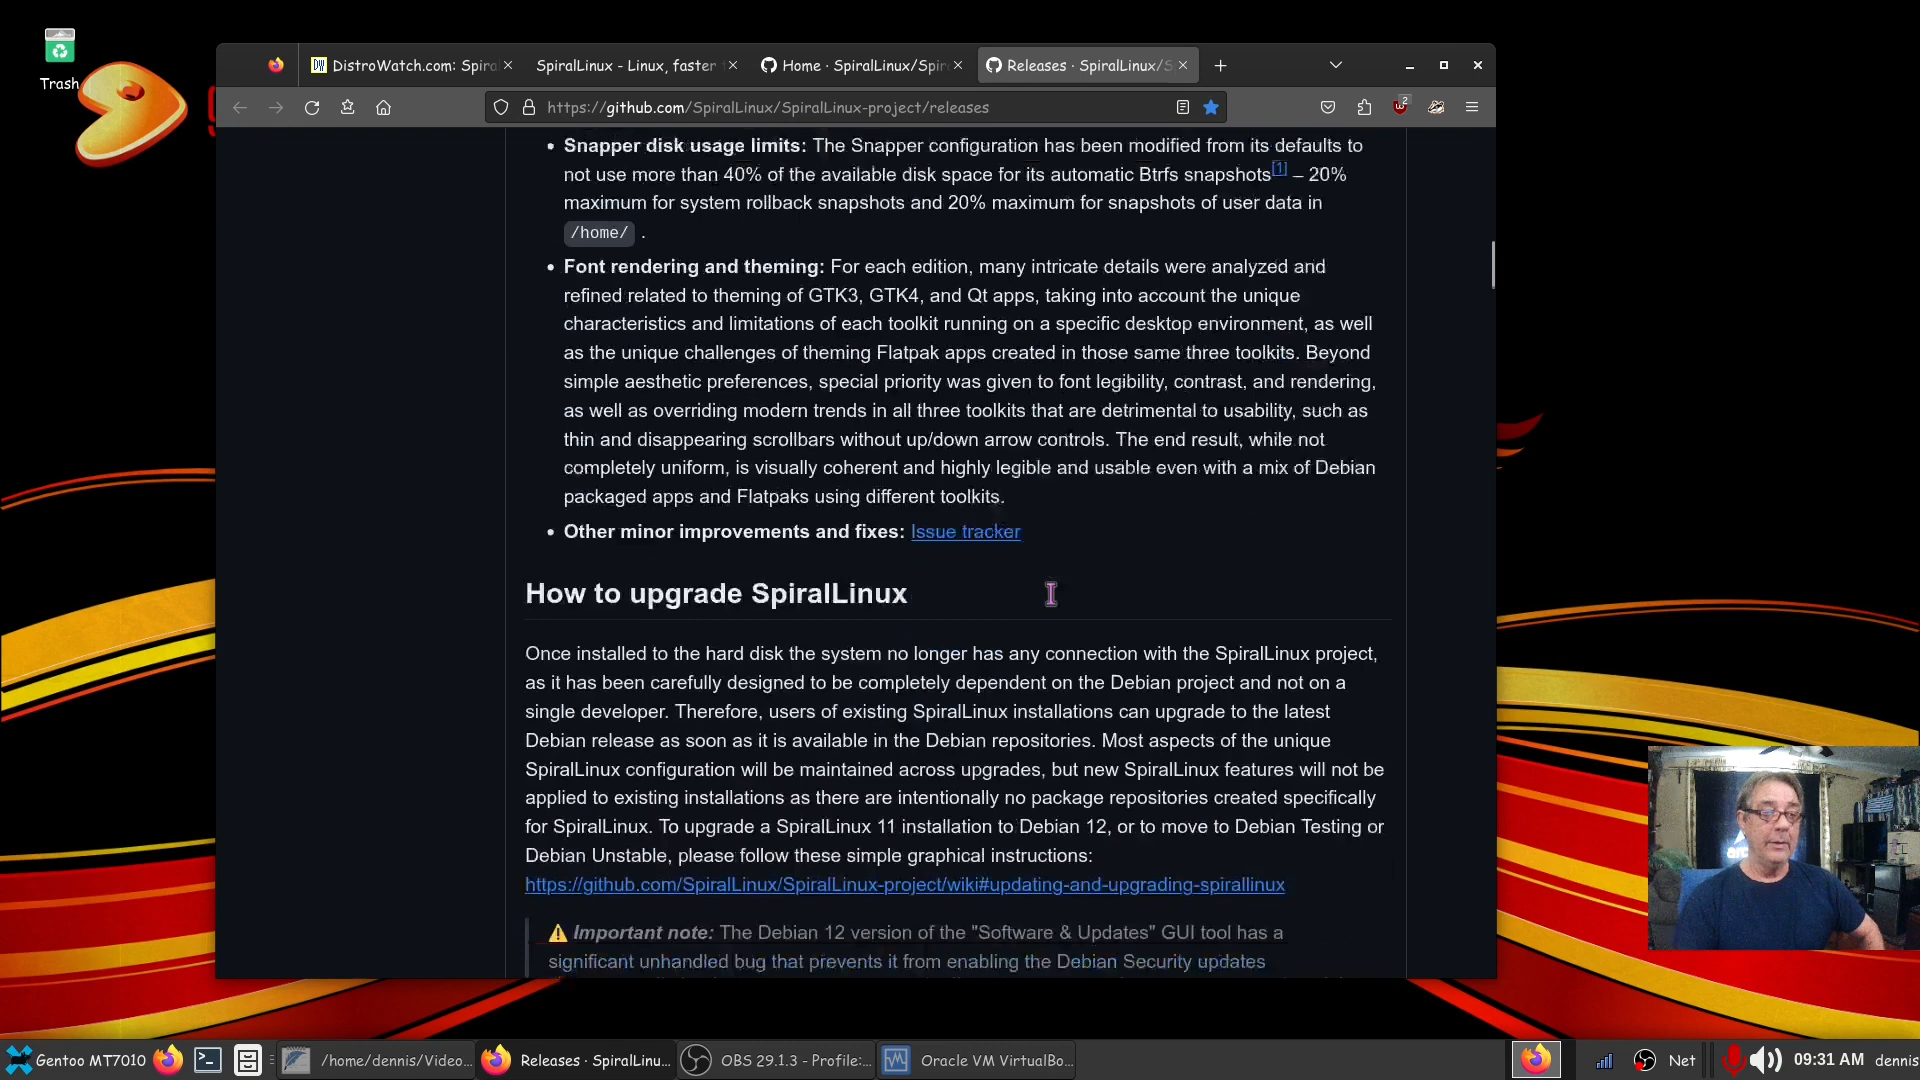 Trash
DistroWatch.com: Spiral
SpiralLinux - Linux, faster
Home · SpiralLinux/Spir
Releases · SpiralLinux/S
https://github.com/SpiralLinux/SpiralLinux-project/releases
2
Snapper disk usage limits: The Snapper configuration has been modified from its defaults to
not use more than 40% of the available disk space for its automatic Btrfs snapshots[1] – 20%
maximum for system rollback snapshots and 20% maximum for snapshots of user data in
/home/ .
Font rendering and theming: For each edition, many intricate details were analyzed and
refined related to theming of GTK3, GTK4, and Qt apps, taking into account the unique
characteristics and limitations of each toolkit running on a specific desktop environment, as well
as the unique challenges of theming Flatpak apps created in those same three toolkits. Beyond
simple aesthetic preferences, special priority was given to font legibility, contrast, and rendering,
as well as overriding modern trends in all three toolkits that are detrimental to usability, such as
thin and disappearing scrollbars without up/down arrow controls. The end result, while not
completely uniform, is visually coherent and highly legible and usable even with a mix of Debian
packaged apps and Flatpaks using different toolkits.
Other minor improvements and fixes: Issue tracker
How to upgrade SpiralLinux
Once installed to the hard disk the system no longer has any connection with the SpiralLinux project,
as it has been carefully designed to be completely dependent on the Debian project and not on a
single developer. Therefore, users of existing SpiralLinux installations can upgrade to the latest
Debian release as soon as it is available in the Debian repositories. Most aspects of the unique
SpiralLinux configuration will be maintained across upgrades, but new SpiralLinux features will not be
applied to existing installations as there are intentionally no package repositories created specifically
for SpiralLinux. To upgrade a SpiralLinux 11 installation to Debian 12, or to move to Debian Testing or
Debian Unstable, please follow these simple graphical instructions:
https://github.com/SpiralLinux/SpiralLinux-project/wiki#updating-and-upgrading-spirallinux
⚠ Important note: The Debian 12 version of the "Software & Updates" GUI tool has a
significant unhandled bug that prevents it from enabling the Debian Security updates
Gentoo MT7010
/home/dennis/Video...
Releases · SpiralLinu...
OBS 29.1.3 - Profile:...
Oracle VM VirtualBo...
Net
09:31 AM
dennis